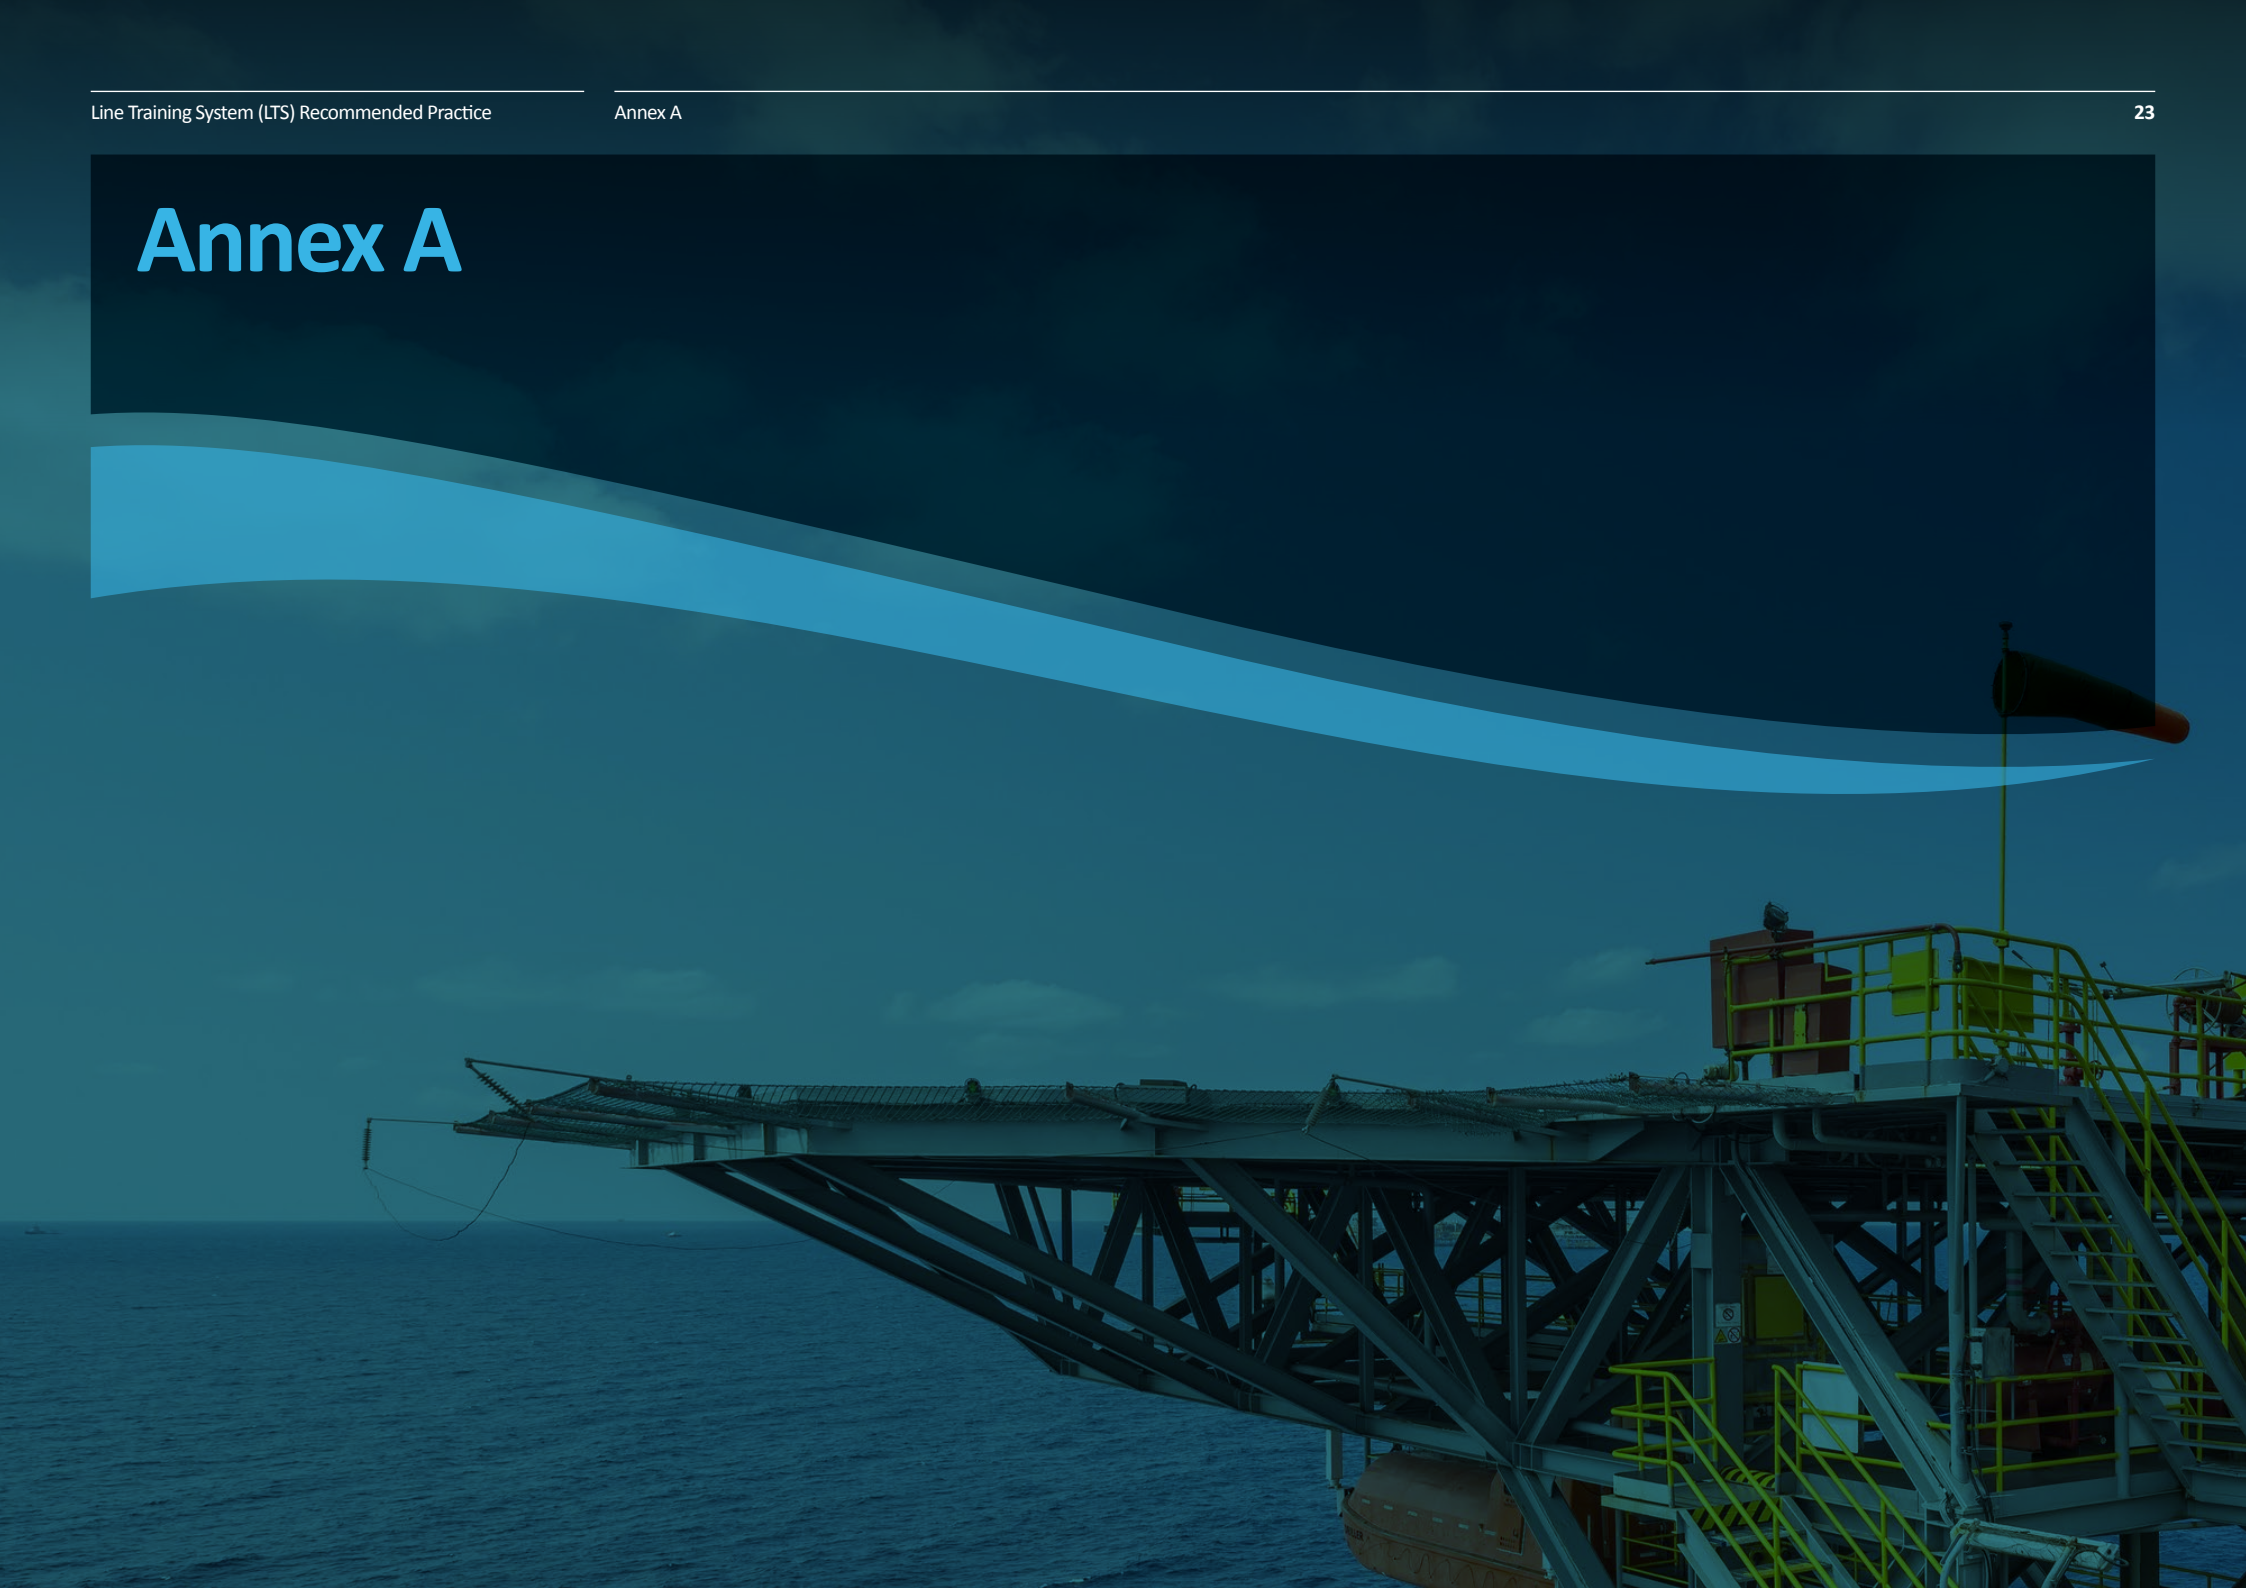 Line Training System (LTS) Recommended Practice
Annex A
23
Annex A